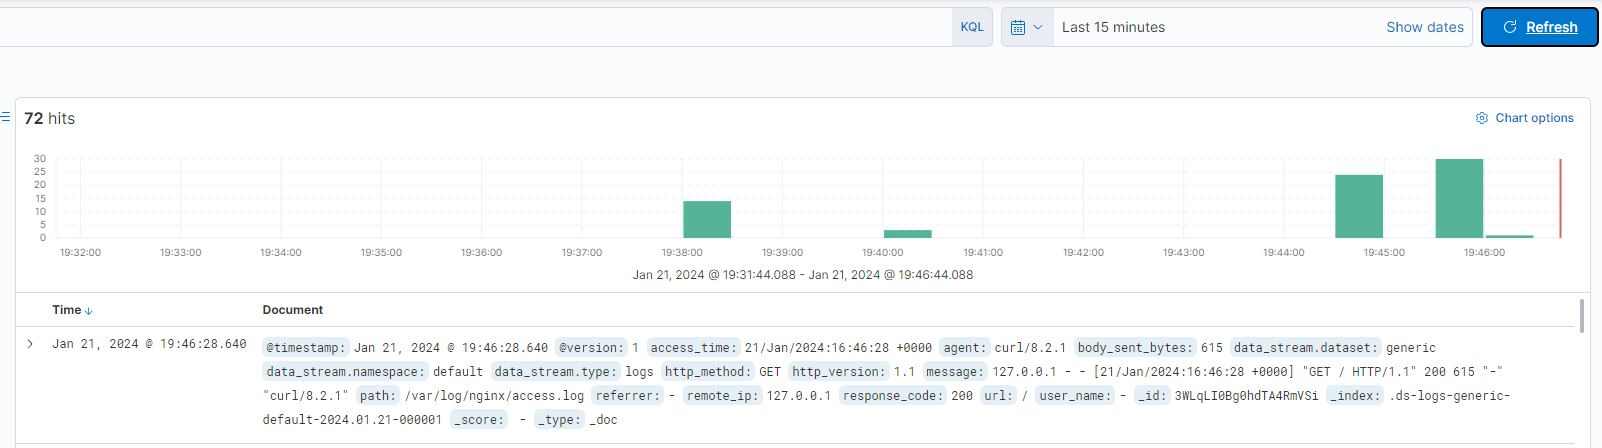 KQL Last 15 minutes Show dates Refresh
72 hits Chart options
30
25
20
15
10
5
0
19:32:00 19:33:00 19:34:00 19:35:00 19:36:00 19:37:00 19:38:00 19:39:00 19:40:00 19:41:00 19:42:00 19:43:00 19:44:00 19:45:00 19:46:00
Jan 21, 2024 @ 19:31:44.088 - Jan 21, 2024 @ 19:46:44.088
Time Document
Jan 21, 2024 @ 19:46:28.640 @timestamp: Jan 21, 2024 @ 19:46:28.640 @version: 1 access_time: 21/Jan/2024:16:46:28 +0000 agent: curl/8.2.1 body_sent_bytes: 615 data_stream.dataset: generic
data_stream.namespace: default data_stream.type: logs http_method: GET http_version: 1.1 message: 127.0.0.1 - - [21/Jan/2024:16:46:28 +0000] "GET / HTTP/1.1" 200 615 "-"
"curl/8.2.1" path: /var/log/nginx/access.log referrer: - remote_ip: 127.0.0.1 response_code: 200 url: / user_name: - _id: 3WLqLI0Bg0hdTA4RmVSi _index: .ds-logs-generic-
default-2024.01.21-000001 _score: - _type: _doc